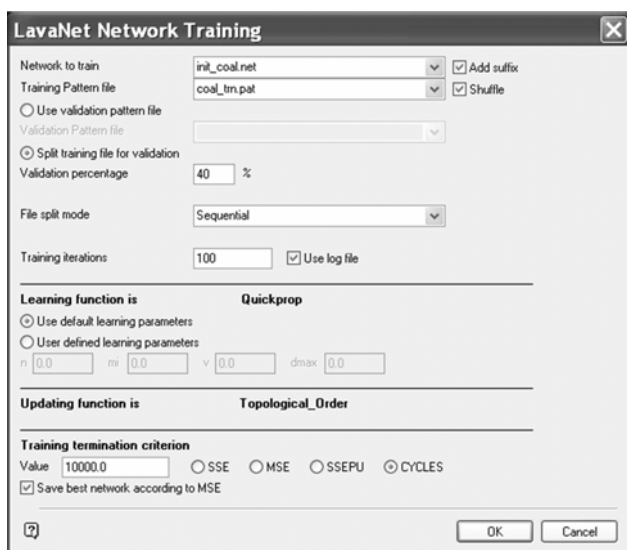 LavaNet Network Training
Network to train init_coal.net Add suffix
Training Pattern file coal_trn.pat Shuffle
Use validation pattern file
Validation Pattern file
Split training file for validation
Validation percentage 40 %
File split mode Sequential
Training iterations 100 Use log file
Learning function is Quickprop
Use default learning parameters
User defined learning parameters
n 0.0 mi 0.0 v 0.0 dmax 0.0
Updating function is Topological_Order
Training termination criterion
Value 10000.0 SSE MSE SSEPU CYCLES
Save best network according to MSE
? OK Cancel